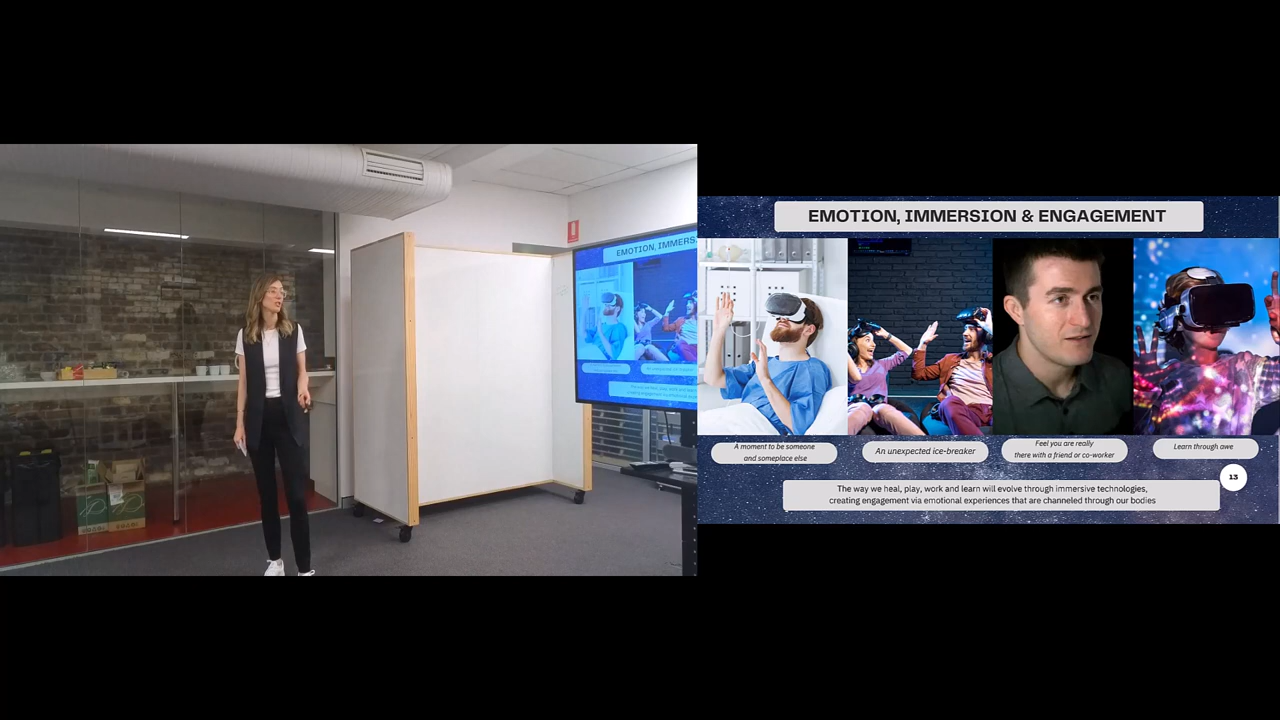 EMOTION, IMMERS
EMOTION, IMMERSION & ENGAGEMENT
A moment to be someone
and someplace else
An unexpected ice-breaker
Feel you are really
there with a friend or co-worker
Learn through awe
13
The way we heal, play, work and learn will evolve through immersive technologies,
creating engagement via emotional experiences that are channeled through our bodies